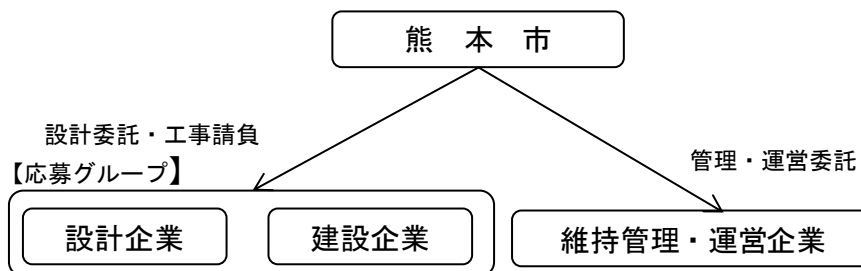 熊 本 市
設計委託・工事請負
【応募グループ】
管理・運営委託
設計企業
建設企業
維持管理・運営企業